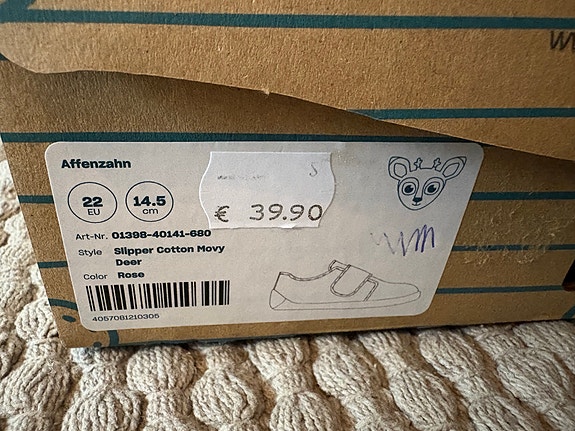 Affenzahn
22 EU
14.5 cm
S
€ 39.90
Art-Nr. 01398-40141-680
Style Slipper Cotton Movy
Deer
Color Rose
4057081210305